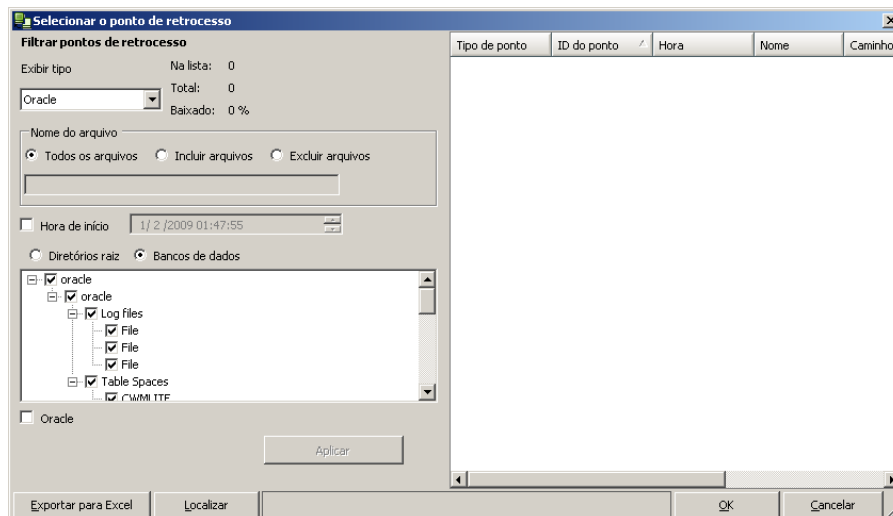 Selecionar o ponto de retrocesso
Filtrar pontos de retrocesso
Exibir tipo
Na lista: 0
Total: 0
Baixado: 0 %
Oracle
Nome do arquivo
Todos os arquivos Incluir arquivos Excluir arquivos
Hora de início 1/ 2 /2009 01:47:55
Diretórios raiz Bancos de dados
oracle
oracle
Log files
File
File
File
Table Spaces
CWMLITE
Oracle
Aplicar
Tipo de ponto ID do ponto Hora Nome Caminho
Exportar para Excel Localizar OK Cancelar